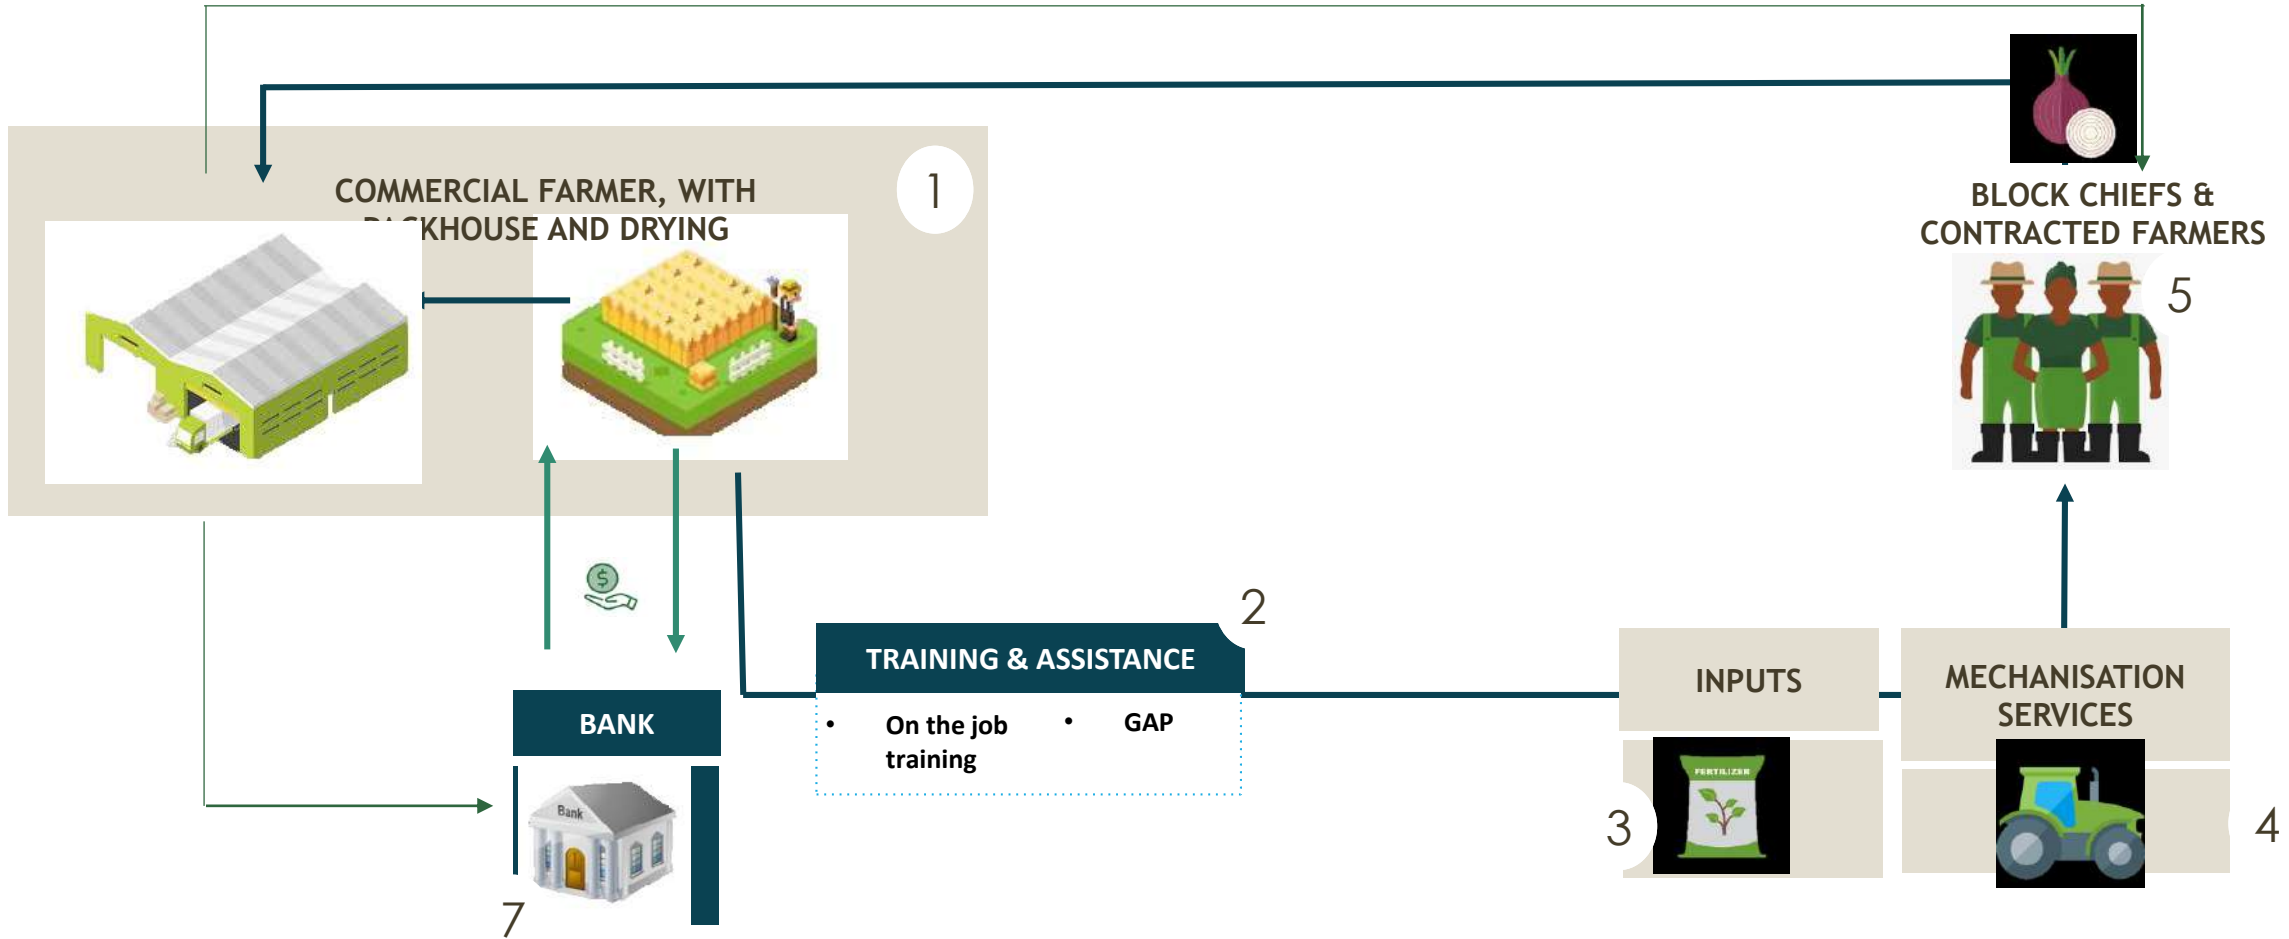 COMMERCIAL FARMER, WITH
PACKHOUSE AND DRYING
1
BLOCK CHIEFS &
CONTRACTED FARMERS
5
2
TRAINING & ASSISTANCE
• On the job
training
• GAP
INPUTS
MECHANISATION
SERVICES
BANK
Bank
FERTILIZER
3
4
7